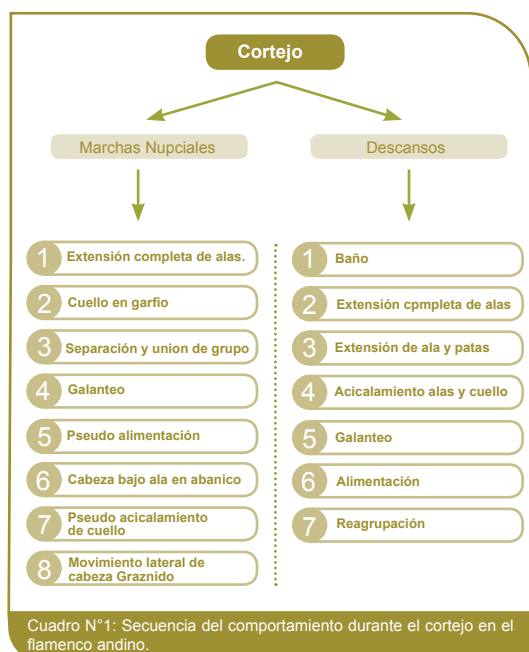 Cortejo
Marchas Nupciales
1 Extensión completa de alas.
2 Cuello en garfio
3 Separación y union de grupo
4 Galanteo
5 Pseudo alimentación
6 Cabeza bajo ala en abanico
7 Pseudo acicalamiento
de cuello
8 Movimiento lateral de
cabeza Graznido
Descansos
1 Baño
2 Extensión cpmpleta de alas
3 Extensión de ala y patas
4 Acicalamiento alas y cuello
5 Galanteo
6 Alimentación
7 Reagrupación
Cuadro N°1: Secuencia del comportamiento durante el cortejo en el
flamenco andino.